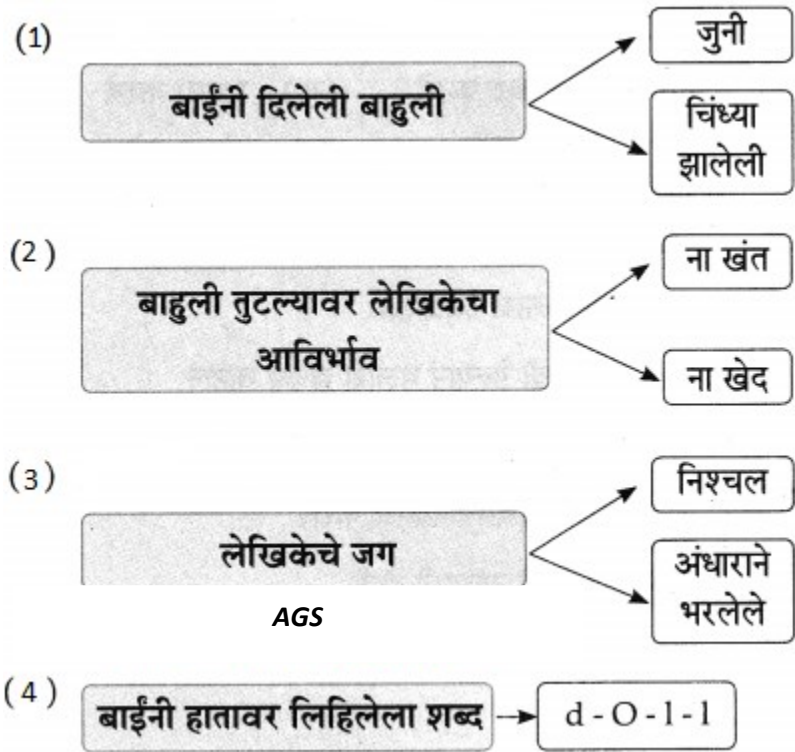 (1)
बाईंनी दिलेली बाहुली
जुनी
चिंध्या
झालेली
(2)
बाहुली तुटल्यावर लेखिकेचा
आविर्भाव
ना खंत
ना खेद
(3)
लेखिकेचे जग
निश्चल
अंधाराने
भरलेले
AGS
(4)
बाईंनी हातावर लिहिलेला शब्द
d - O - l - l